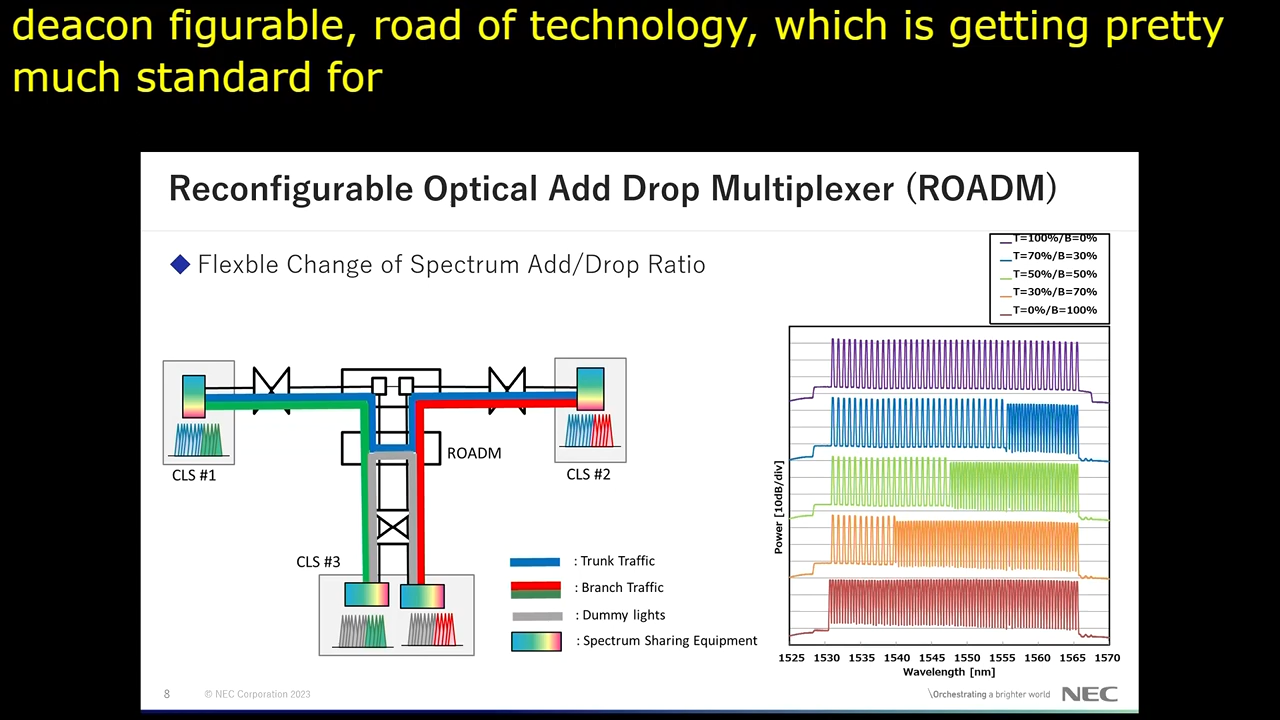 deacon figurable, road of technology, which is getting pretty
much standard for
Reconfigurable Optical Add Drop Multiplexer (ROADM)
Flexble Change of Spectrum Add/Drop Ratio
T=100%/B=0%
T=70%/B=30%
T=50%/B=50%
T=30%/B=70%
T=0%/B=100%
CLS #1
ROADM
CLS #2
CLS #3
: Trunk Traffic
: Branch Traffic
: Dummy lights
: Spectrum Sharing Equipment
Power [10dB/div]
1525 1530 1535 1540 1545 1550 1555 1560 1565 1570
Wavelength [nm]
8 © NEC Corporation 2023
\Orchestrating a brighter world NEC